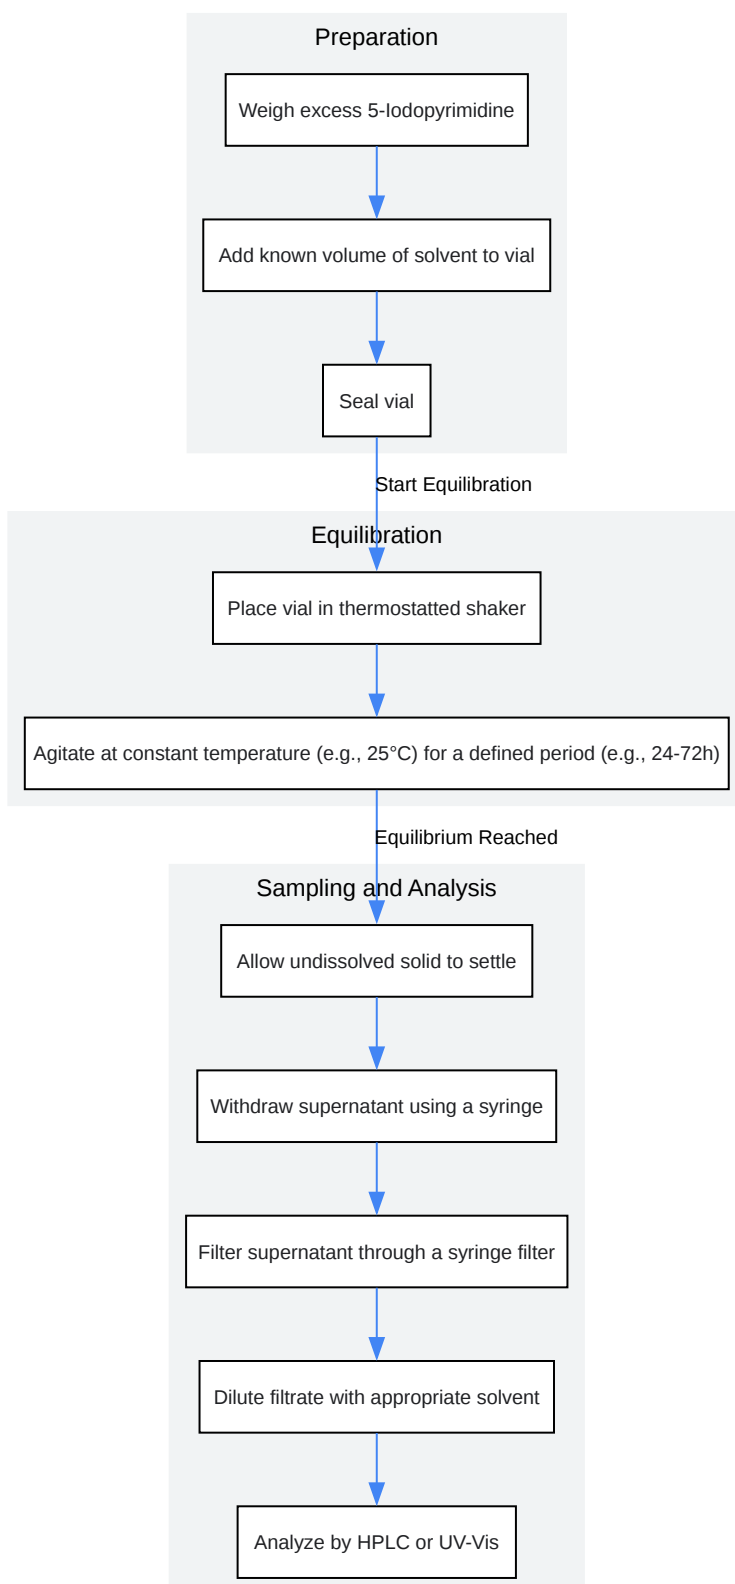 Preparation
Weigh excess 5-Iodopyrimidine
Add known volume of solvent to vial
Seal vial
Start Equilibration
Equilibration
Place vial in thermostatted shaker
Agitate at constant temperature (e.g., 25°C) for a defined period (e.g., 24-72h)
Equilibrium Reached
Sampling and Analysis
Allow undissolved solid to settle
Withdraw supernatant using a syringe
Filter supernatant through a syringe filter
Dilute filtrate with appropriate solvent
Analyze by HPLC or UV-Vis